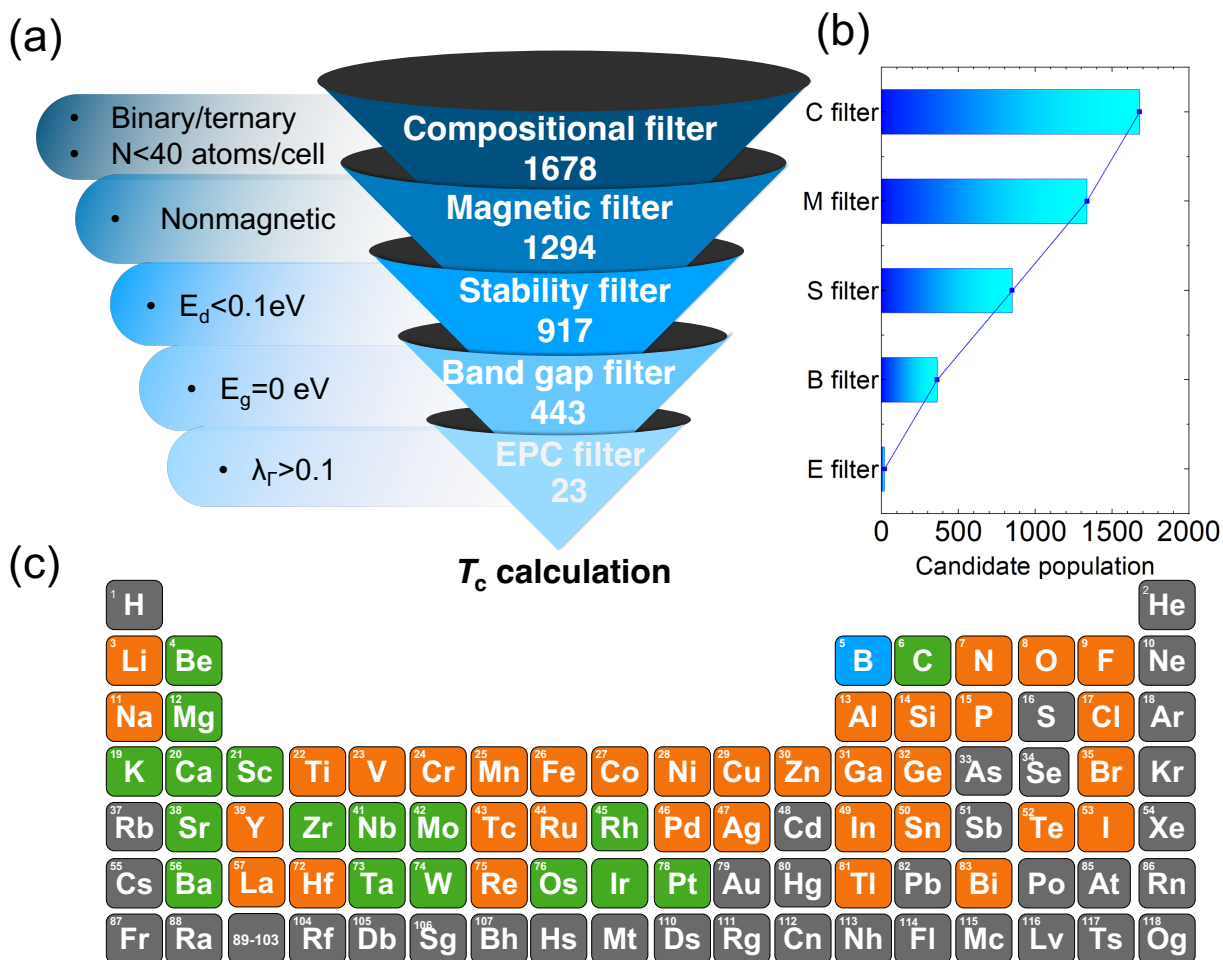 (a)
• Binary/ternary
• N<40 atoms/cell
• Nonmagnetic
• E_d<0.1eV
• E_g=0 eV
• λ_Γ>0.1
Compositional filter
1678
Magnetic filter
1294
Stability filter
917
Band gap filter
443
EPC filter
23
T_c calculation
(b)
C filter
M filter
S filter
B filter
E filter
0 500 1000 1500 2000
Candidate population
(c)
1 H 2 He
3 Li 4 Be 5 B 6 C 7 N 8 O 9 F 10 Ne
11 Na 12 Mg 13 Al 14 Si 15 P 16 S 17 Cl 18 Ar
19 K 20 Ca 21 Sc 22 Ti 23 V 24 Cr 25 Mn 26 Fe 27 Co 28 Ni 29 Cu 30 Zn 31 Ga 32 Ge 33 As 34 Se 35 Br Kr
37 Rb 38 Sr 39 Y Zr 41 Nb 42 Mo 43 Tc 44 Ru 45 Rh 46 Pd 47 Ag 48 Cd 49 In 50 Sn 51 Sb 52 Te 53 I 54 Xe
55 Cs 56 Ba 57 La 72 Hf 73 Ta 74 W 75 Re 76 Os Ir 78 Pt 79 Au 80 Hg 81 Tl 82 Pb 83 Bi Po 85 At 86 Rn
87 Fr 88 Ra 89-103 104 Rf 105 Db 106 Sg 107 Bh Hs Mt 110 Ds 111 Rg 112 Cn 113 Nh 114 Fl 115 Mc 116 Lv 117 Ts 118 Og